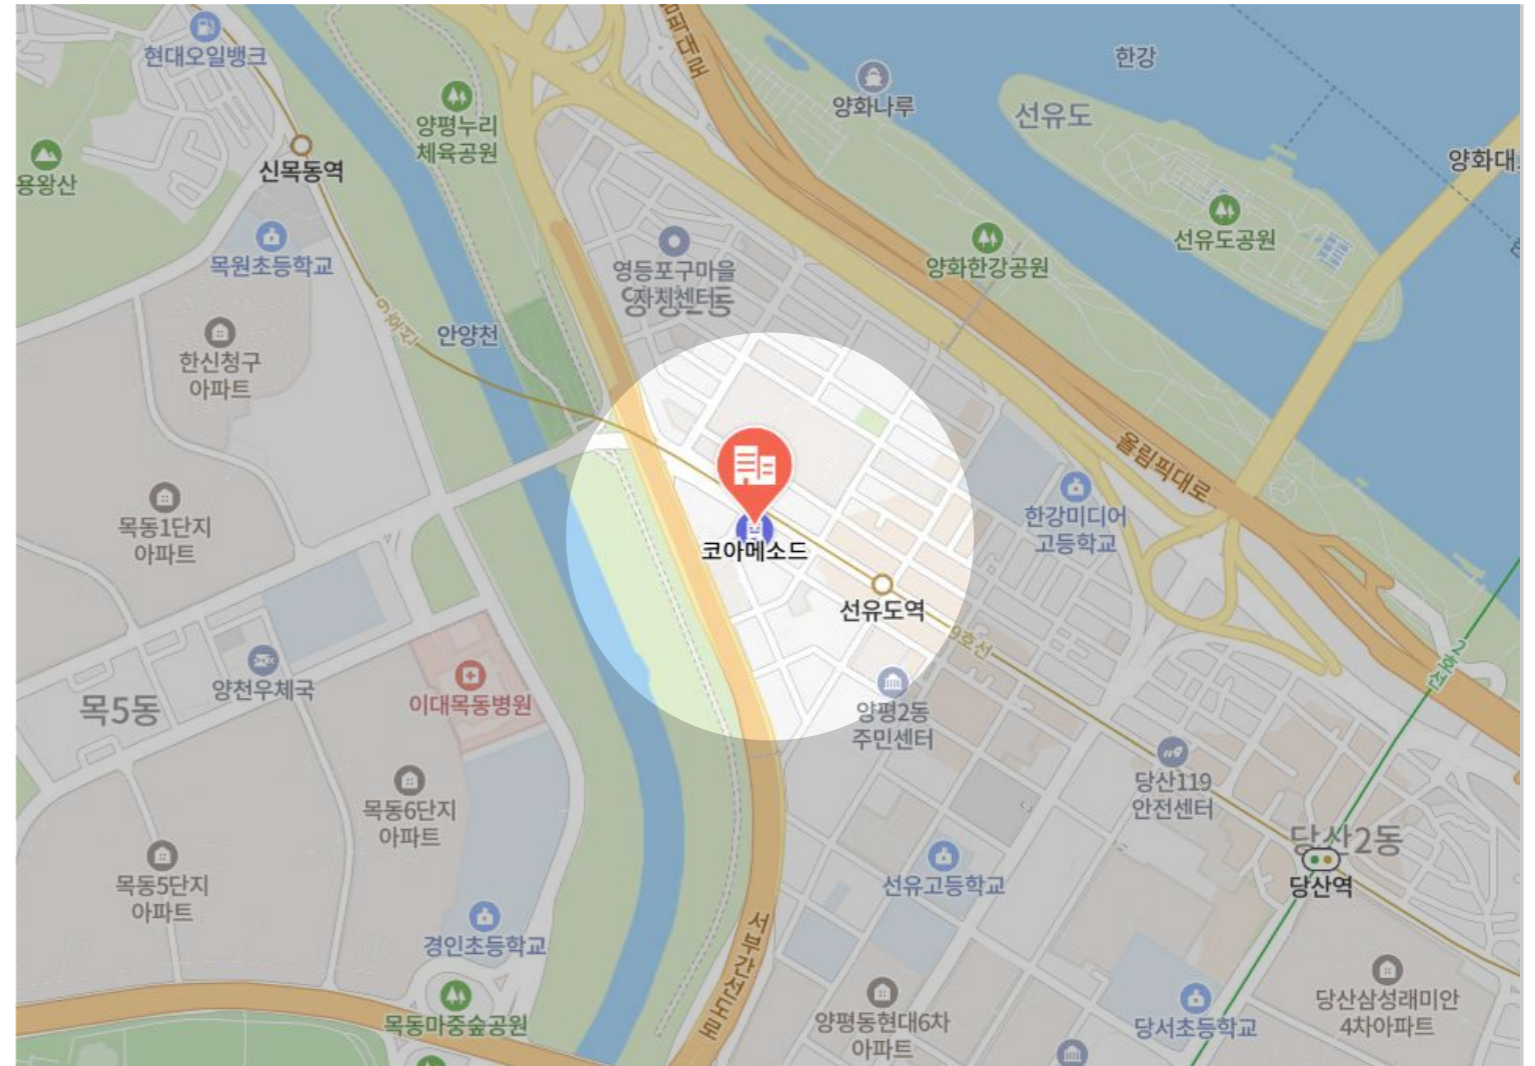 현대오일뱅크
한강
양화나루
선유도
양평누리
체육공원
양화대
신목동역
용왕산
선유도공원
목원초등학교
영등포구마을
자치센터
양화한강공원
9호선
안양천
한신청구
아파트
올림픽대로
목동1단지
아파트
한강미디어
고등학교
코아메소드
선유도역
9호선
2호선
양천우체국
이대목동병원
목5동
양평2동
주민센터
당산119
안전센터
목동6단지
아파트
당산2동
당산역
목동5단지
아파트
선유고등학교
경인초등학교
서부간선도로
당산삼성래미안
4차아파트
목동마중숲공원
양평동현대6차
아파트
당서초등학교